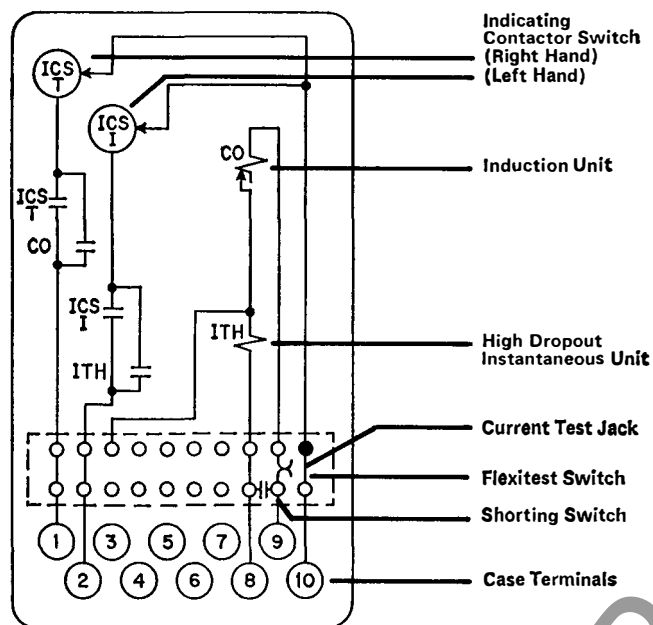 Indicating
Contactor Switch
(Right Hand)
(Left Hand)
ICS
T
ICS
I
CO
Induction Unit
ICS
T
CO
ICS
I
ITH
ITH
High Dropout
Instantaneous Unit
Current Test Jack
Flexitest Switch
Shorting Switch
1
3
5
7
9
2
4
6
8
10
Case Terminals